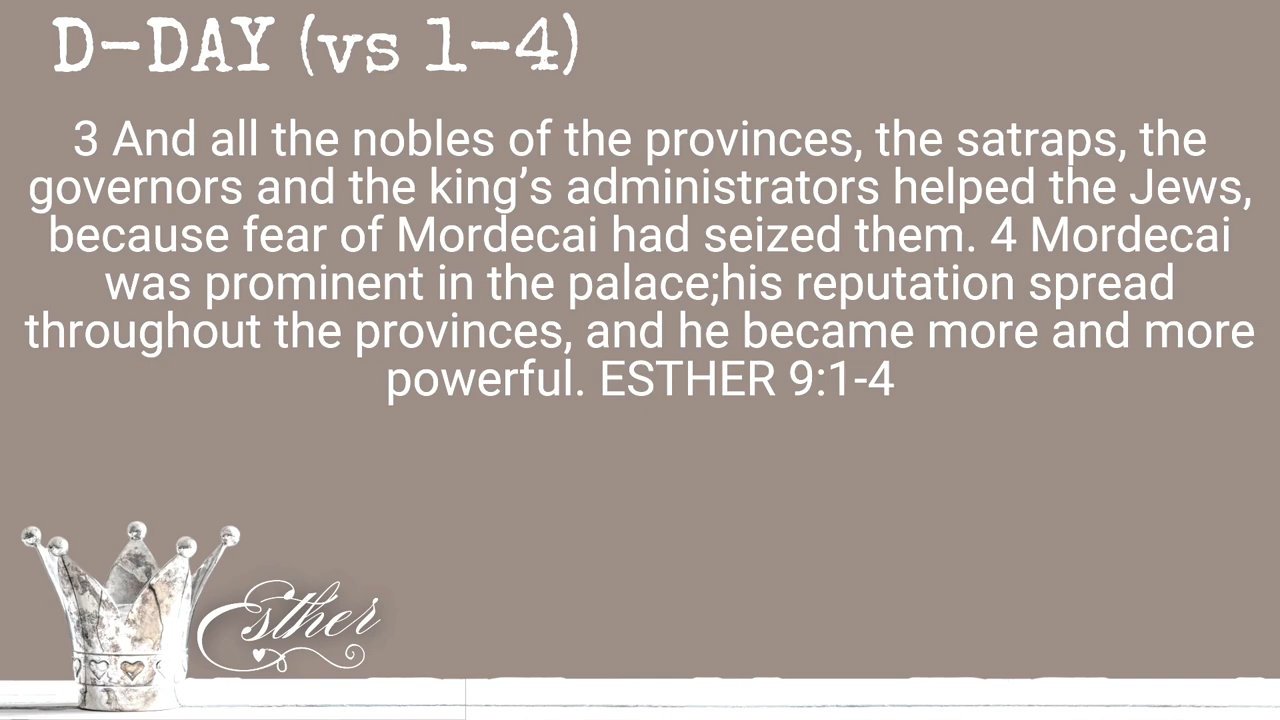 D-DAY (vs 1-4)
3 And all the nobles of the provinces, the satraps, the
governors and the king’s administrators helped the Jews,
because fear of Mordecai had seized them. 4 Mordecai
was prominent in the palace;his reputation spread
throughout the provinces, and he became more and more
powerful. ESTHER 9:1-4
Esther